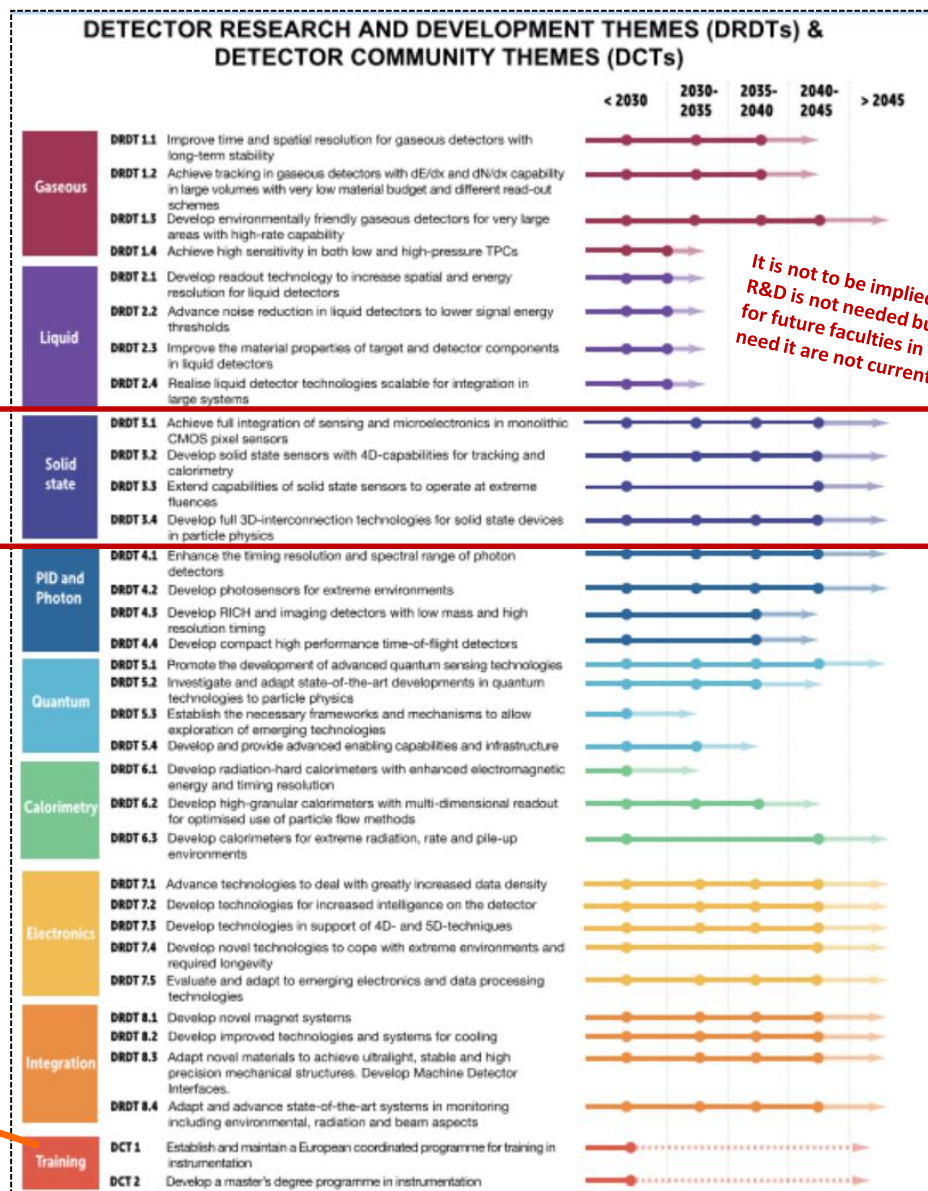 DETECTOR RESEARCH AND DEVELOPMENT THEMES (DRDTs) &
DETECTOR COMMUNITY THEMES (DCTs)
< 2030
2030-
2035
2035-
2040
2040-
2045
> 2045
Gaseous
DRDT 1.1 Improve time and spatial resolution for gaseous detectors with
long-term stability
DRDT 1.2 Achieve tracking in gaseous detectors with dE/dx and dN/dx capability
in large volumes with very low material budget and different read-out
schemes
DRDT 1.3 Develop environmentally friendly gaseous detectors for very large
areas with high-rate capability
DRDT 1.4 Achieve high sensitivity in both low and high-pressure TPCs
Liquid
DRDT 2.1 Develop readout technology to increase spatial and energy
resolution for liquid detectors
DRDT 2.2 Advance noise reduction in liquid detectors to lower signal energy
thresholds
DRDT 2.3 Improve the material properties of target and detector components
in liquid detectors
DRDT 2.4 Realise liquid detector technologies scalable for integration in
large systems
It is not to be implied
R&D is not needed bu
for future faculties in
need it are not current
Solid
state
DRDT 3.1 Achieve full integration of sensing and microelectronics in monolithic
CMOS pixel sensors
DRDT 3.2 Develop solid state sensors with 4D-capabilities for tracking and
calorimetry
DRDT 3.3 Extend capabilities of solid state sensors to operate at extreme
fluences
DRDT 3.4 Develop full 3D-interconnection technologies for solid state devices
in particle physics
PID and
Photon
DRDT 4.1 Enhance the timing resolution and spectral range of photon
detectors
DRDT 4.2 Develop photosensors for extreme environments
DRDT 4.3 Develop RICH and imaging detectors with low mass and high
resolution timing
DRDT 4.4 Develop compact high performance time-of-flight detectors
Quantum
DRDT 5.1 Promote the development of advanced quantum sensing technologies
DRDT 5.2 Investigate and adapt state-of-the-art developments in quantum
technologies to particle physics
DRDT 5.3 Establish the necessary frameworks and mechanisms to allow
exploration of emerging technologies
DRDT 5.4 Develop and provide advanced enabling capabilities and infrastructure
Calorimetry
DRDT 6.1 Develop radiation-hard calorimeters with enhanced electromagnetic
energy and timing resolution
DRDT 6.2 Develop high-granular calorimeters with multi-dimensional readout
for optimised use of particle flow methods
DRDT 6.3 Develop calorimeters for extreme radiation, rate and pile-up
environments
Electronics
DRDT 7.1 Advance technologies to deal with greatly increased data density
DRDT 7.2 Develop technologies for increased intelligence on the detector
DRDT 7.3 Develop technologies in support of 4D- and 5D-techniques
DRDT 7.4 Develop novel technologies to cope with extreme environments and
required longevity
DRDT 7.5 Evaluate and adapt to emerging electronics and data processing
technologies
Integration
DRDT 8.1 Develop novel magnet systems
DRDT 8.2 Develop improved technologies and systems for cooling
DRDT 8.3 Adapt novel materials to achieve ultralight, stable and high
precision mechanical structures. Develop Machine Detector
Interfaces.
DRDT 8.4 Adapt and advance state-of-the-art systems in monitoring
including environmental, radiation and beam aspects
Training
DCT 1 Establish and maintain a European coordinated programme for training in
instrumentation
DCT 2 Develop a master's degree programme in instrumentation